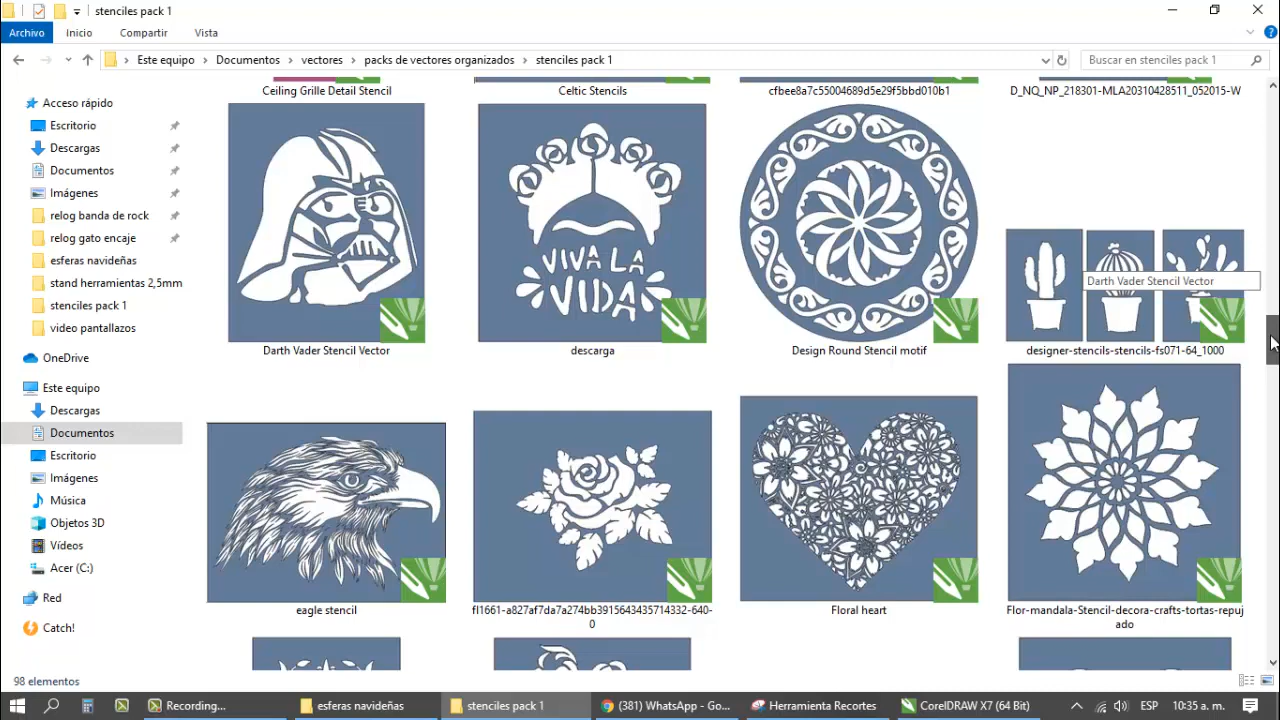 stenciles pack 1
Archivo
Inicio
Compartir
Vista
Este equipo
Documentos
vectores
packs de vectores organizados
stenciles pack 1
Buscar en stenciles pack 1
Acceso rápido
Escritorio
Descargas
Documentos
Imágenes
relog banda de rock
relog gato encaje
esferas navideñas
stand herramientas 2,5mm
stenciles pack 1
video pantallazos
OneDrive
Este equipo
Descargas
Documentos
Escritorio
Imágenes
Música
Objetos 3D
Vídeos
Acer (C:)
Red
Catch!
Ceiling Grille Detail Stencil
Celtic Stencils
cfbee8a7c55004689d5e29f5bbd010b1
D_NQ_NP_218301-MLA20310428511_052015-W
VIVA LA
VIDA
Darth Vader Stencil Vector
Darth Vader Stencil Vector
descarga
Design Round Stencil motif
designer-stencils-stencils-fs071-64_1000
eagle stencil
fl1661-a827af7da7a274bb3915643435714332-640-
0
Floral heart
Flor-mandala-Stencil-decora-crafts-tortas-repuj
ado
98 elementos
Recording...
esferas navideñas
stenciles pack 1
(381) WhatsApp - Go...
Herramienta Recortes
CorelDRAW X7 (64 Bit)
ESP
10:35 a. m.